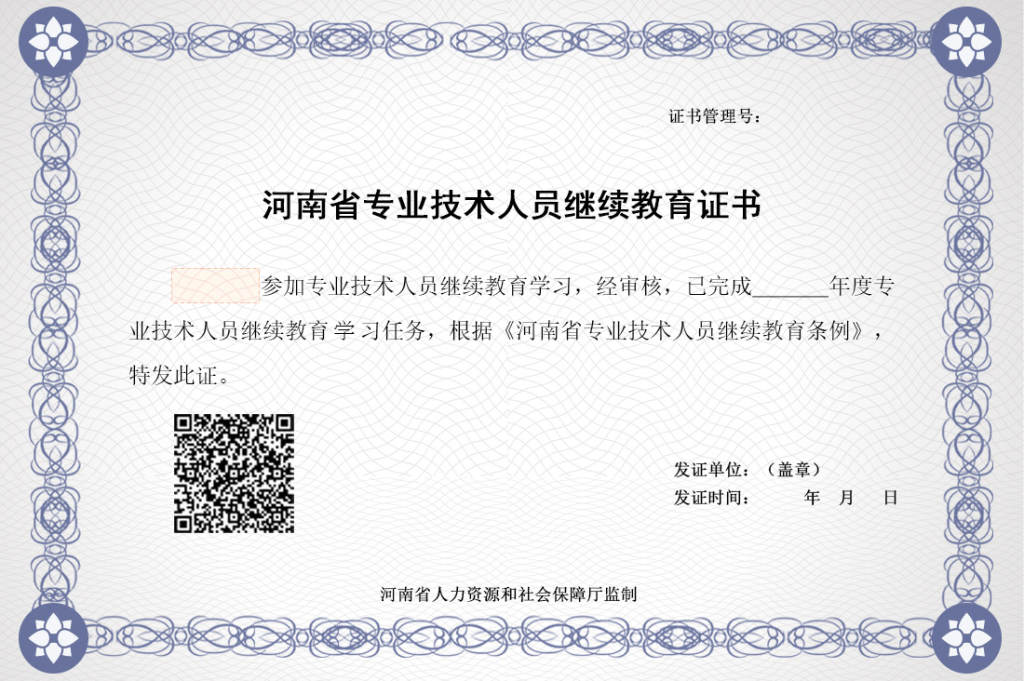 证书管理号：
河南省专业技术人员继续教育证书
参加专业技术人员继续教育学习，经审核，已完成_______年度专
业技术人员继续教育 学 习任务，根据《河南省专业技术人员继续教育条例》，
特发此证。
发证单位：（盖章）
发证时间： 年 月 日
河南省人力资源和社会保障厅监制